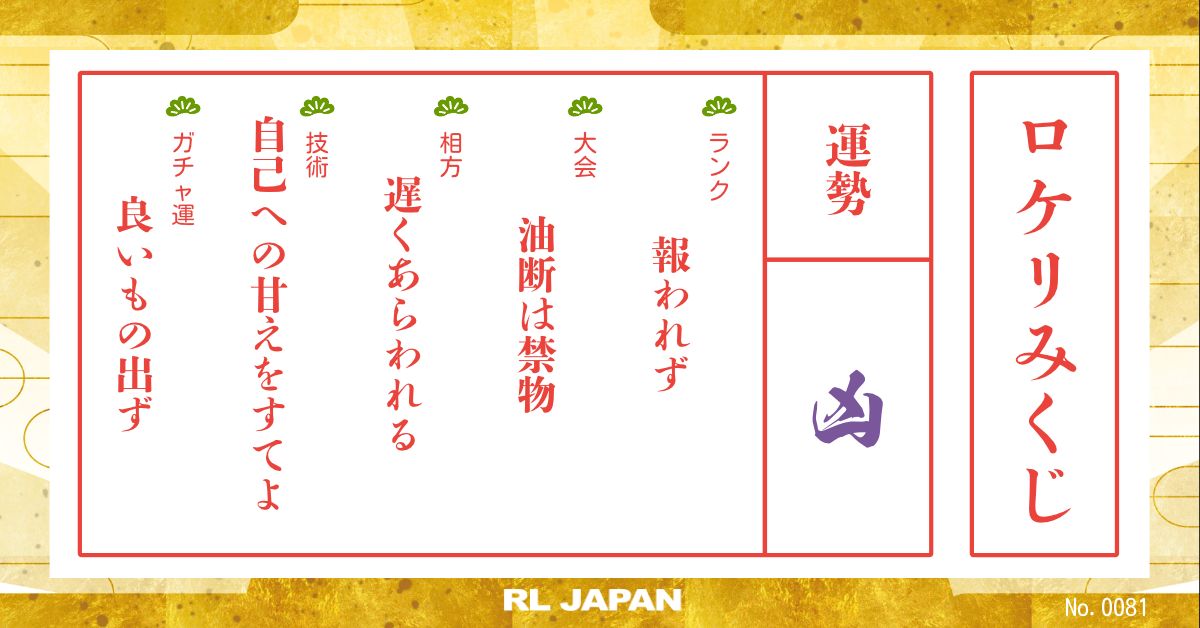 ロケリみくじ
運勢
凶
ランク
報われず
大会
油断は禁物
相方
遅くあらわれる
技術
自己への甘えをすてよ
ガチャ運
良いもの出ず
RL JAPAN
No. 0081